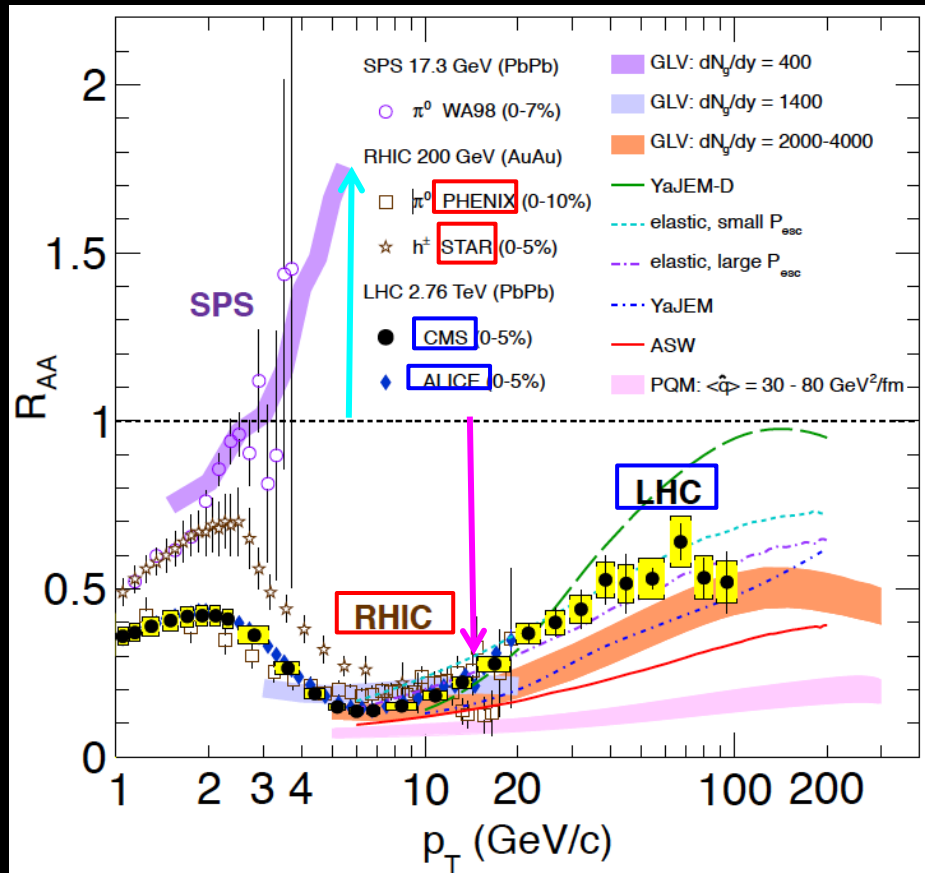 SPS 17.3 GeV (PbPb)
π⁰ WA98 (0-7%)
RHIC 200 GeV (AuAu)
π⁰ PHENIX (0-10%)
h± STAR (0-5%)
LHC 2.76 TeV (PbPb)
CMS (0-5%)
ALICE (0-5%)
GLV: dN_g/dy = 400
GLV: dN_g/dy = 1400
GLV: dN_g/dy = 2000-4000
YaJEM-D
elastic, small P_esc
elastic, large P_esc
YaJEM
ASW
PQM: <q̂> = 30 - 80 GeV²/fm
SPS
RHIC
LHC
R_AA
2
1.5
1
0.5
0
1 2 3 4 10 20 100 200
p_T (GeV/c)